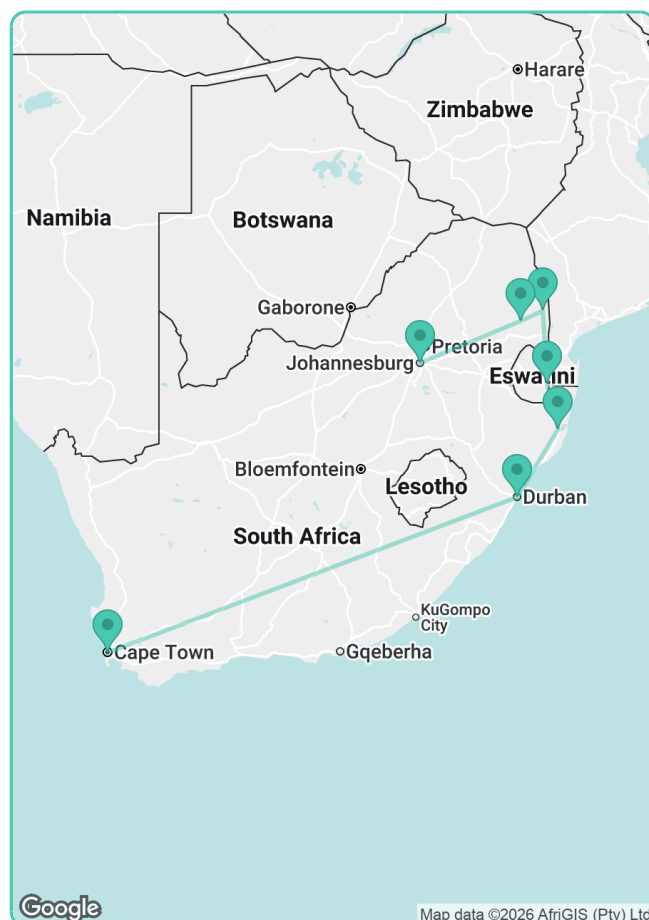 Harare
Zimbabwe
Namibia
Botswana
Gaborone
Pretoria
Johannesburg
Eswatini
Bloemfontein
Lesotho
Durban
South Africa
KuGompo
City
Cape Town
Gqeberha
Google
Map data ©2026 AfriGIS (Pty) Ltd